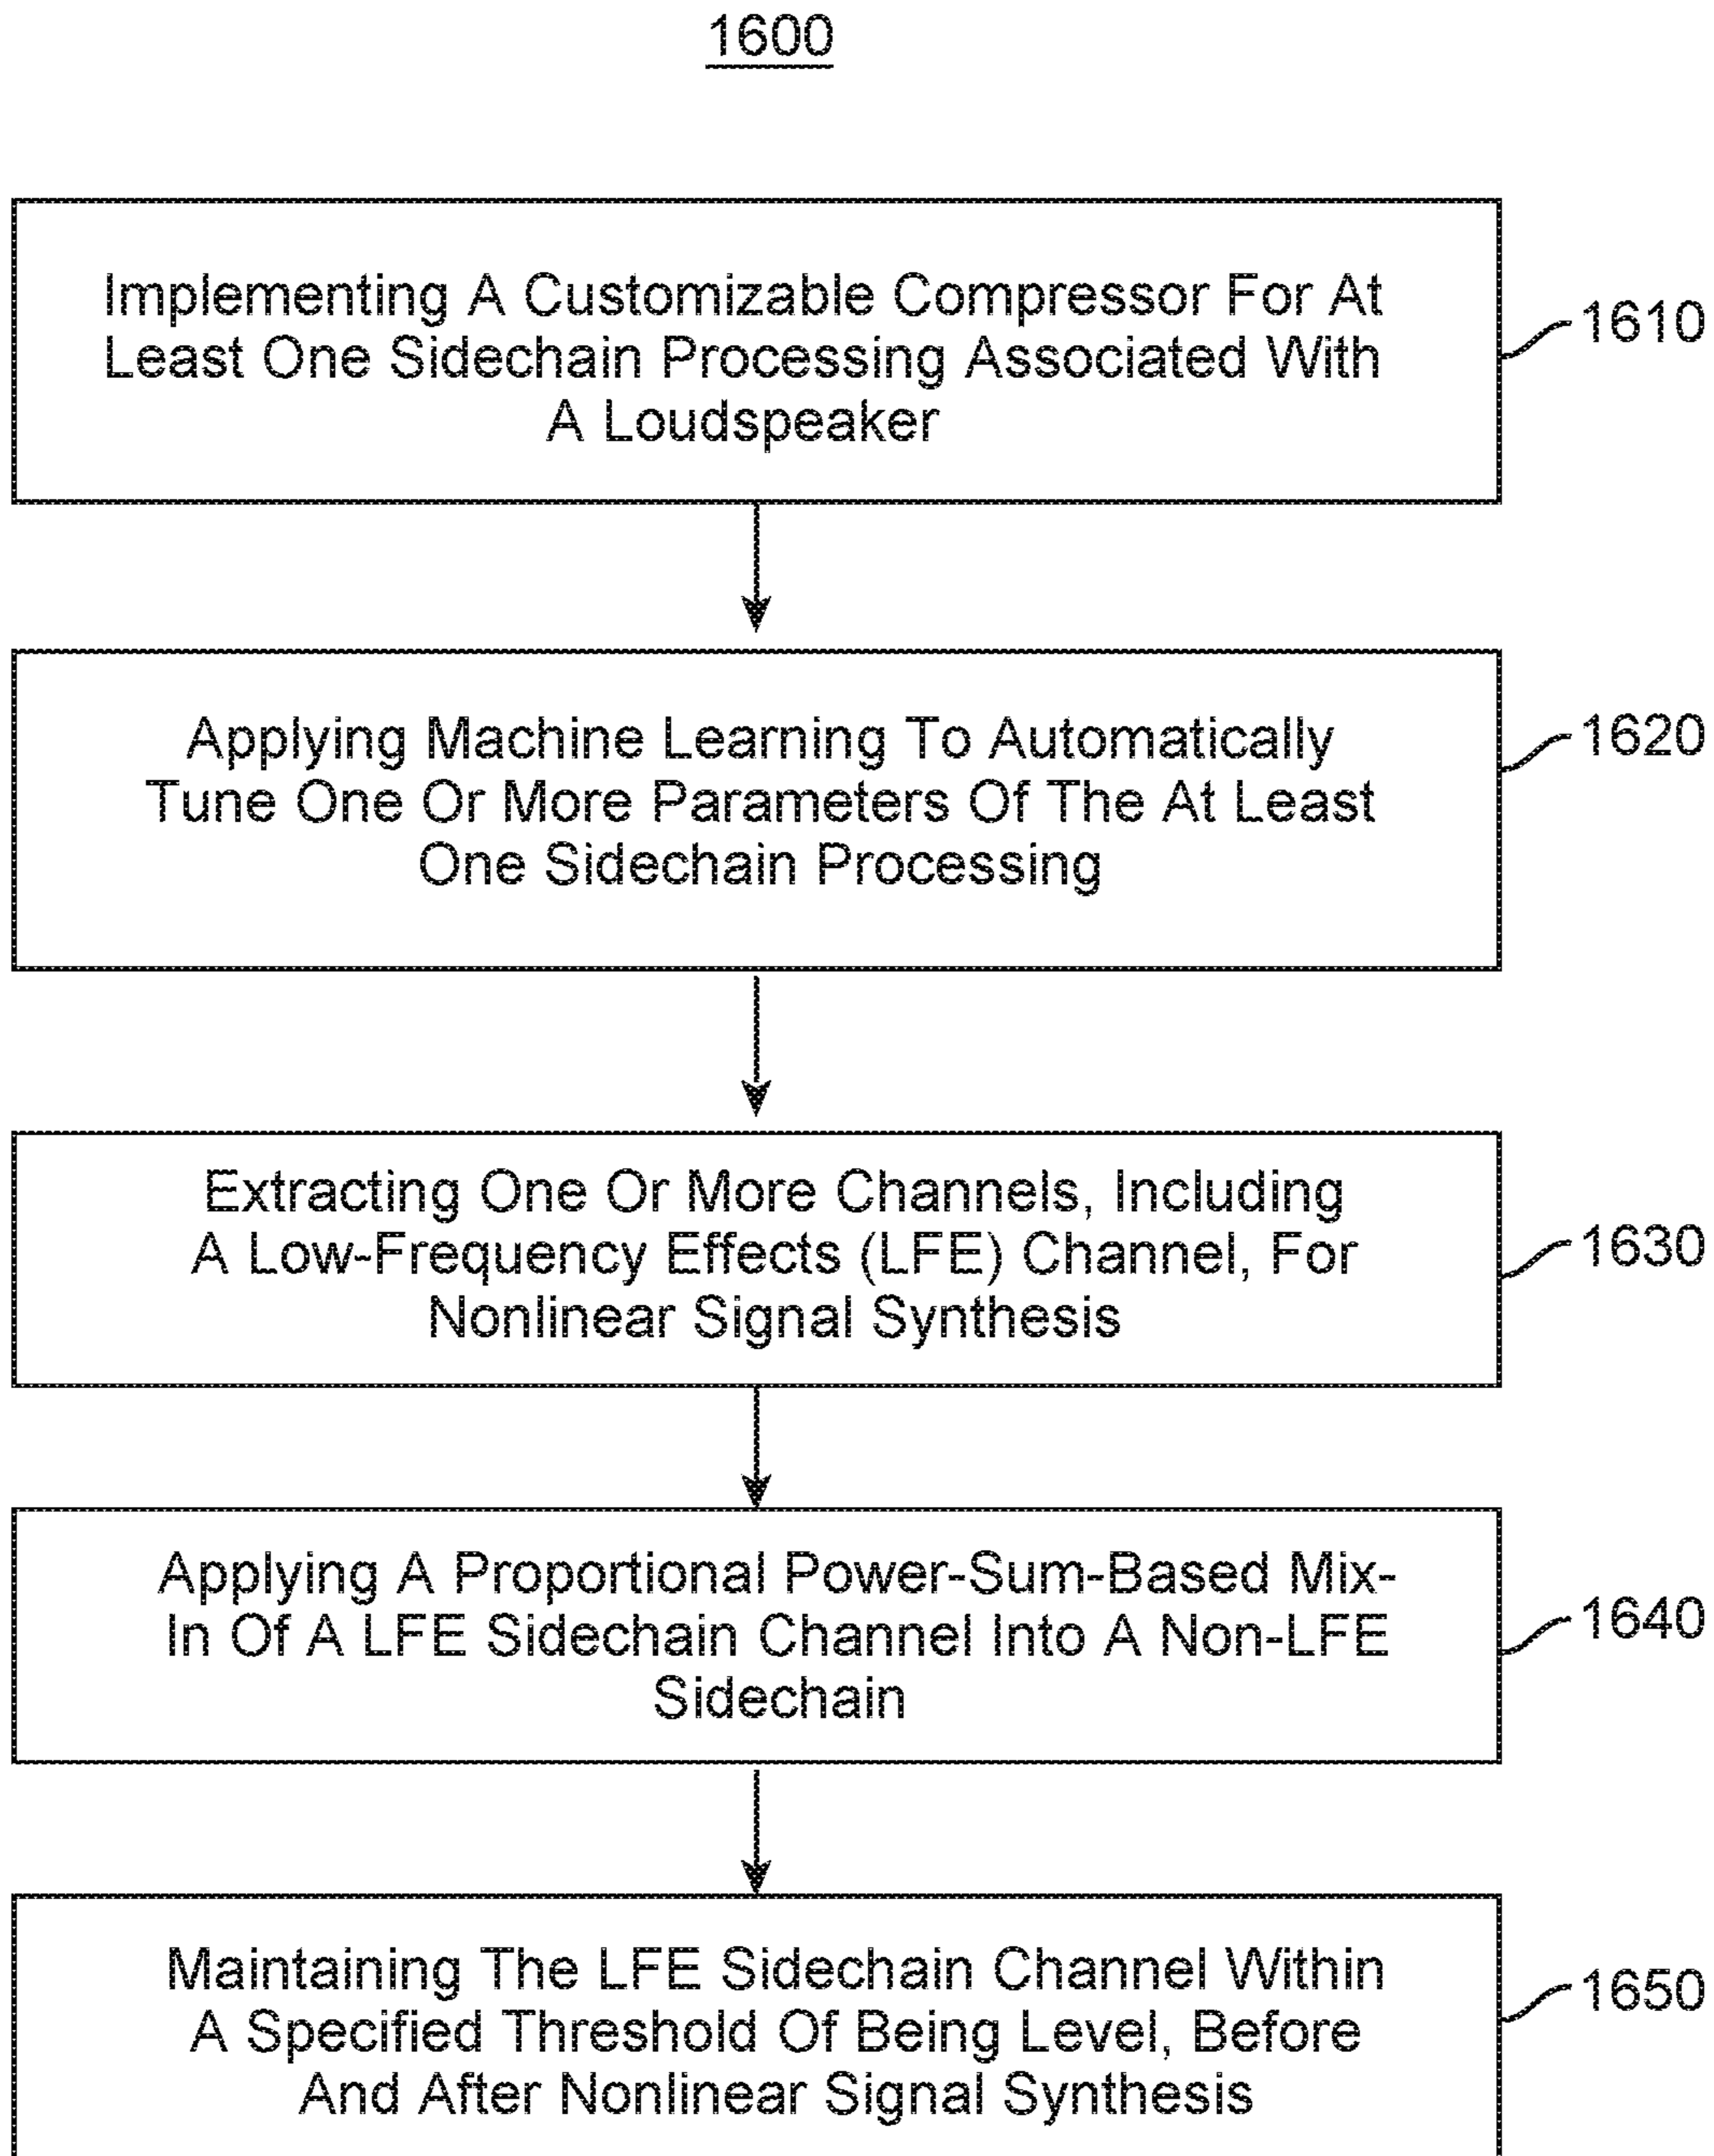 1600
Implementing A Customizable Compressor For At
Least One Sidechain Processing Associated With
A Loudspeaker
1610
Applying Machine Learning To Automatically
Tune One Or More Parameters Of The At Least
One Sidechain Processing
1620
Extracting One Or More Channels, Including
A Low-Frequency Effects (LFE) Channel, For
Nonlinear Signal Synthesis
1630
Applying A Proportional Power-Sum-Based Mix-
In Of A LFE Sidechain Channel Into A Non-LFE
Sidechain
1640
Maintaining The LFE Sidechain Channel Within
A Specified Threshold Of Being Level, Before
And After Nonlinear Signal Synthesis
1650